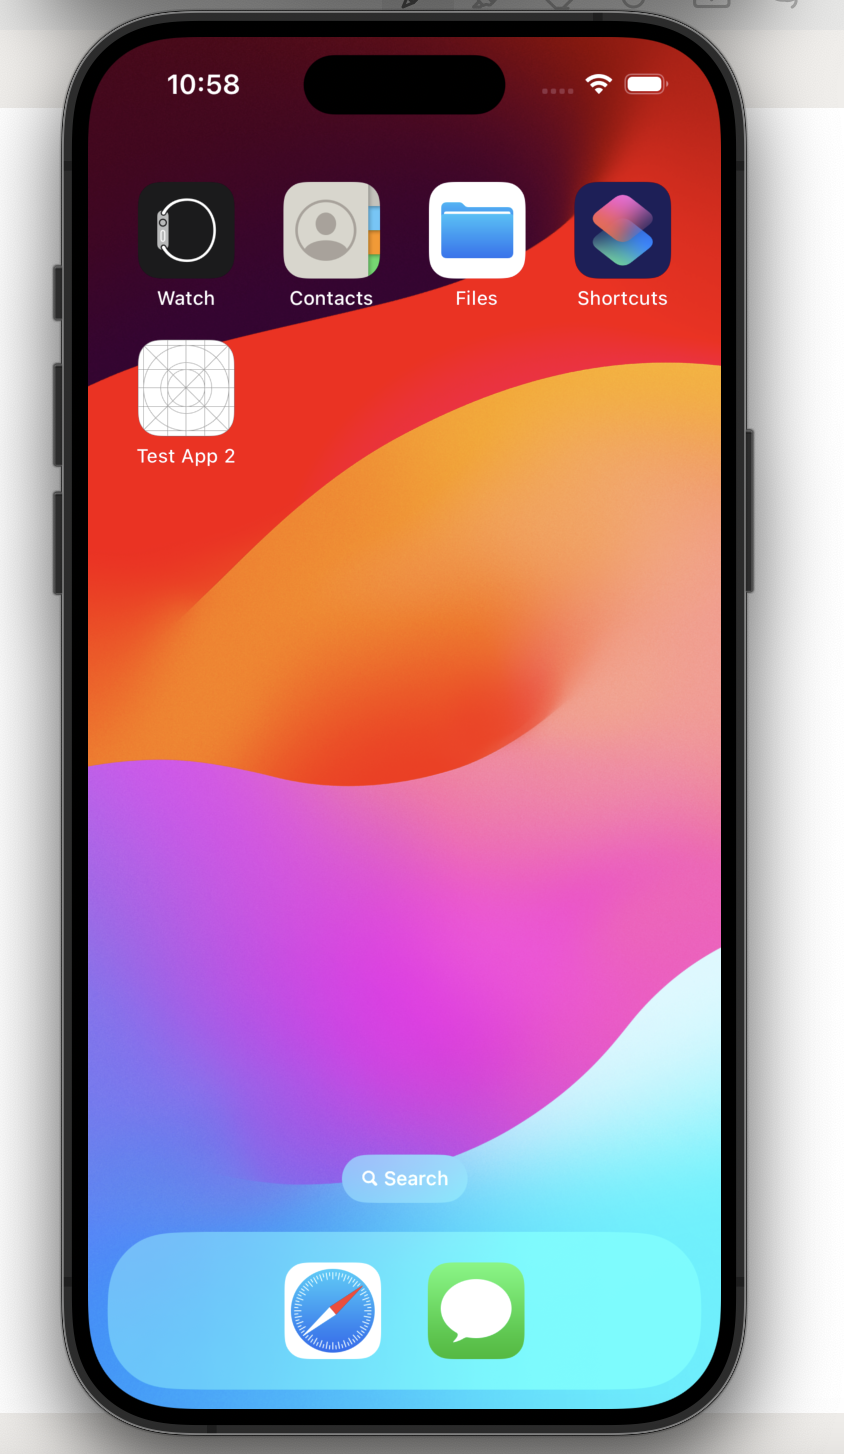 10:58
Watch
Contacts
Files
Shortcuts
Test App 2
Search